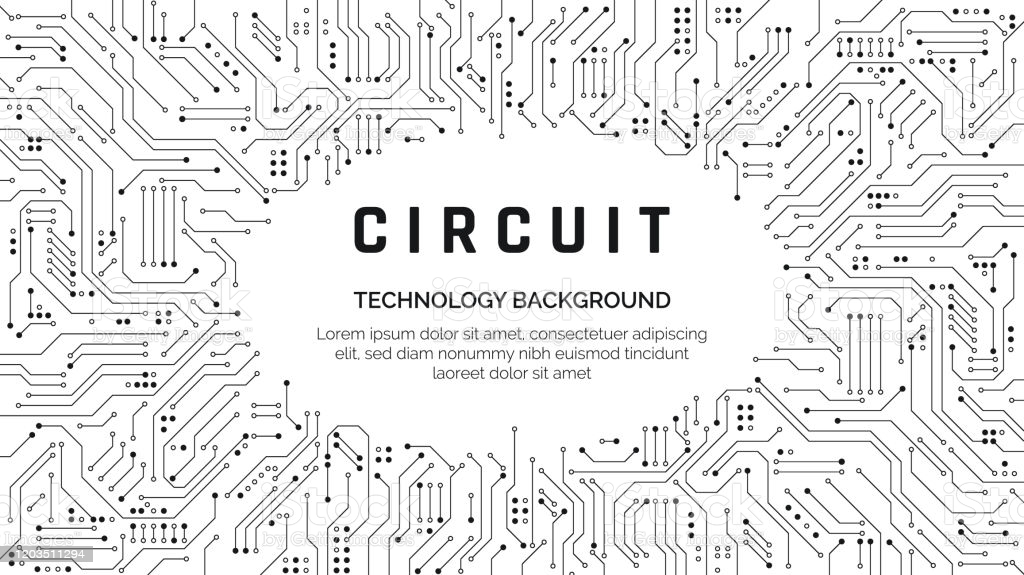 CIRCUIT
TECHNOLOGY BACKGROUND
Lorem ipsum dolor sit amet, consectetuer adipiscing
elit, sed diam nonummy nibh euismod tincidunt
laoreet dolor sit amet
iStock
by Getty Images™
1203511294